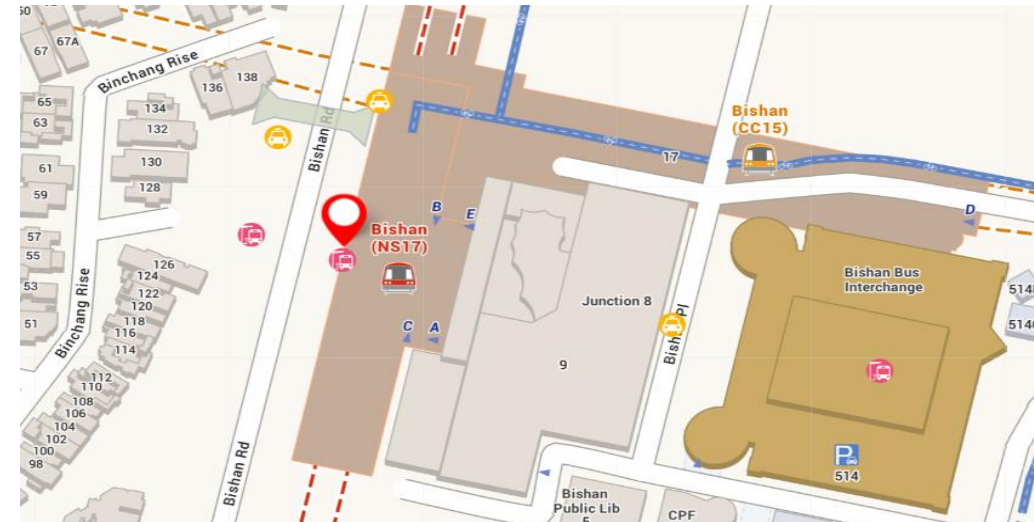 67
67A
Binchang Rise
136
138
65
63
134
132
Bishan Rd
Bishan
(CC15)
130
61
128
17
59
B
E
D
57
Bishan
(NS17)
55
126
124
53
122
120
Bishan Bus
Interchange
118
116
51
114
Binchang Rise
Junction 8
C
A
Bishan Pl
9
112
110
108
106
104
102
100
98
Bishan Rd
P
514
Bishan
Public Lib
CPF